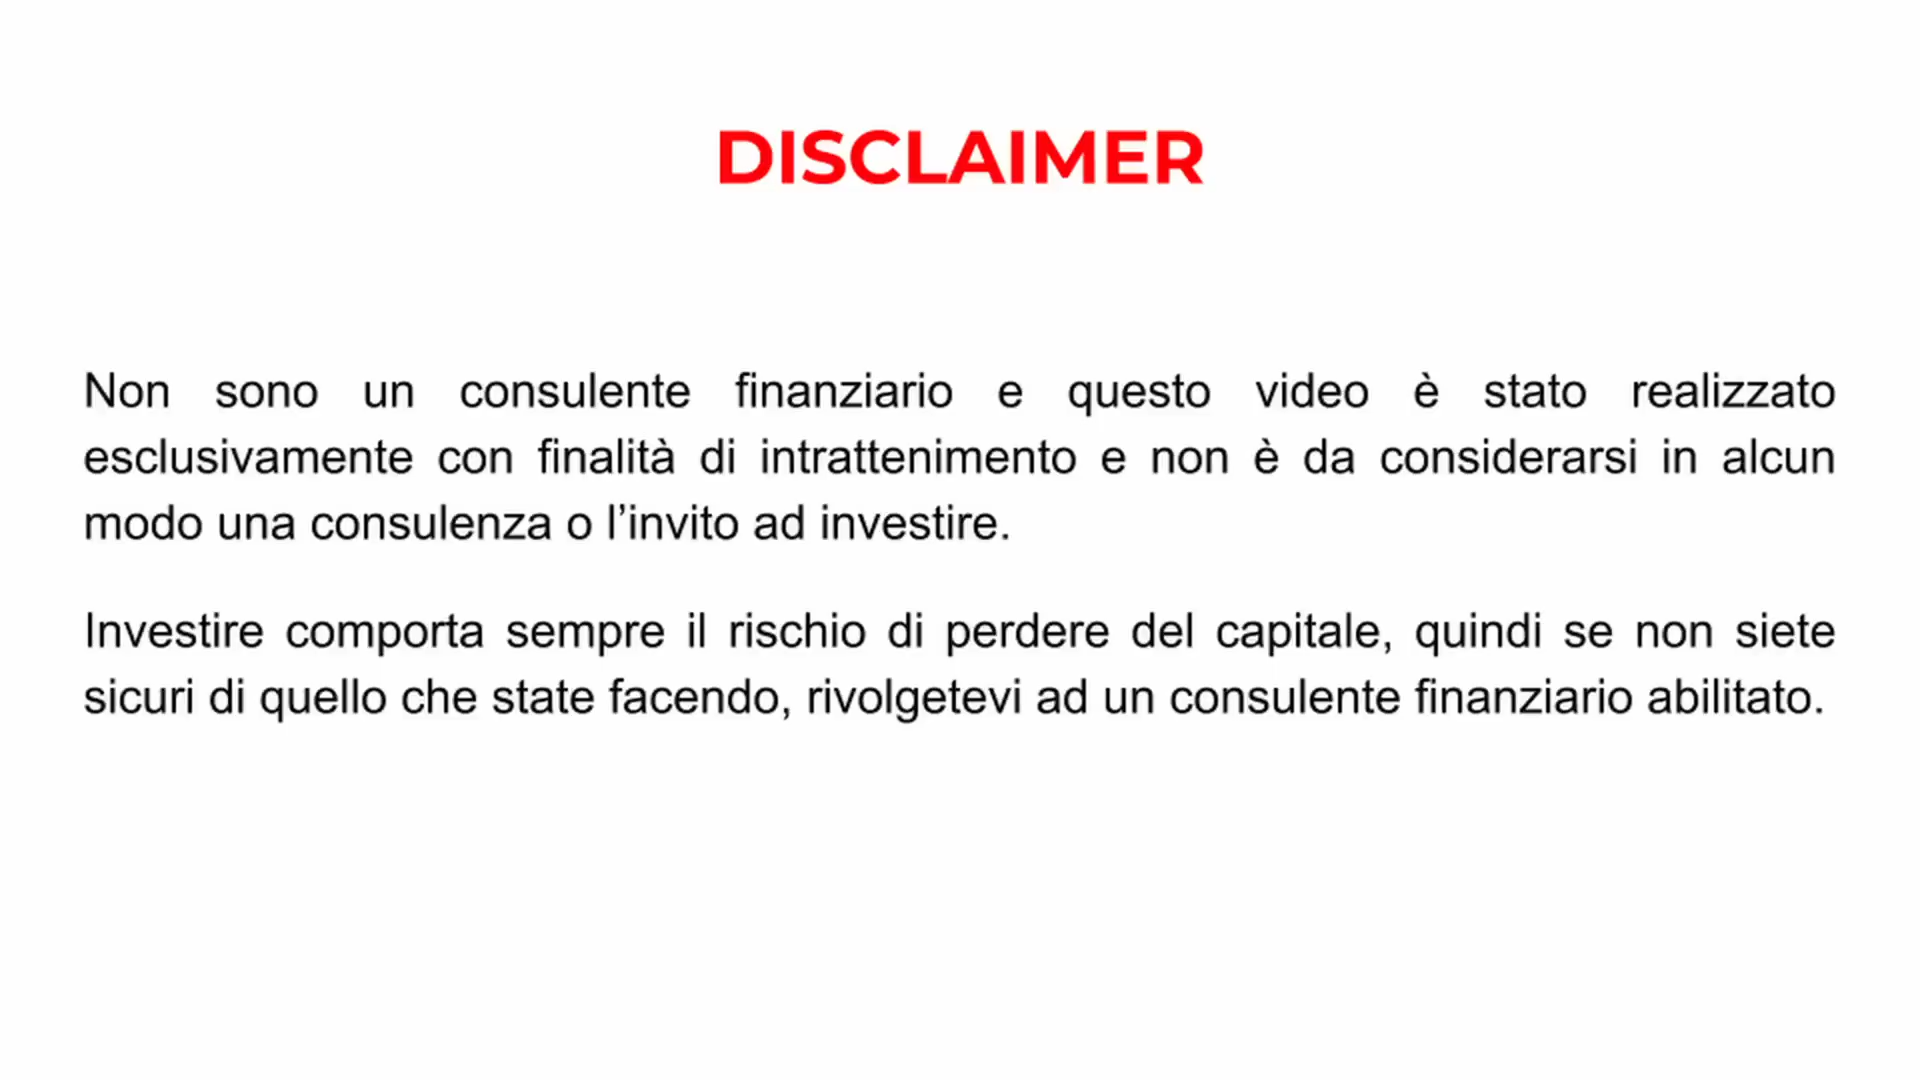 DISCLAIMER
Non sono un consulente finanziario e questo video è stato realizzato
esclusivamente con finalità di intrattenimento e non è da considerarsi in alcun
modo una consulenza o l’invito ad investire.
Investire comporta sempre il rischio di perdere del capitale, quindi se non siete
sicuri di quello che state facendo, rivolgetevi ad un consulente finanziario abilitato.